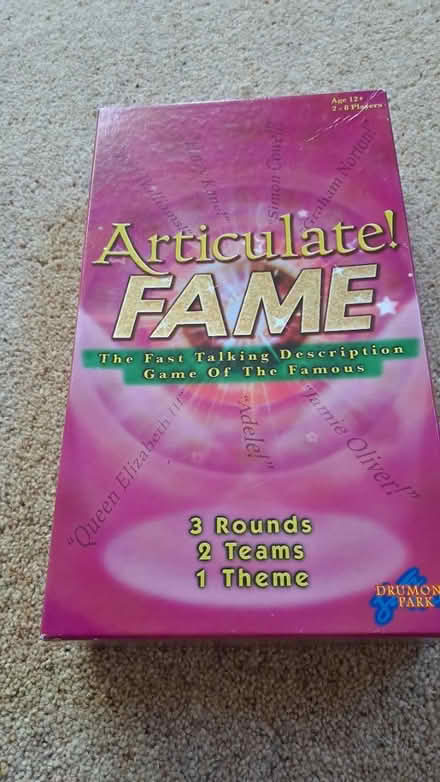 Age 12+
2 - 8 Players
"Simon Cowell!"
"Graham Norton!"
Articulate!
FAME
The Fast Talking Description
Game Of The Famous
"Queen Elizabeth II!"
"Adele!"
"Jamie Oliver!"
3 Rounds
2 Teams
1 Theme
DRUMON
PARK